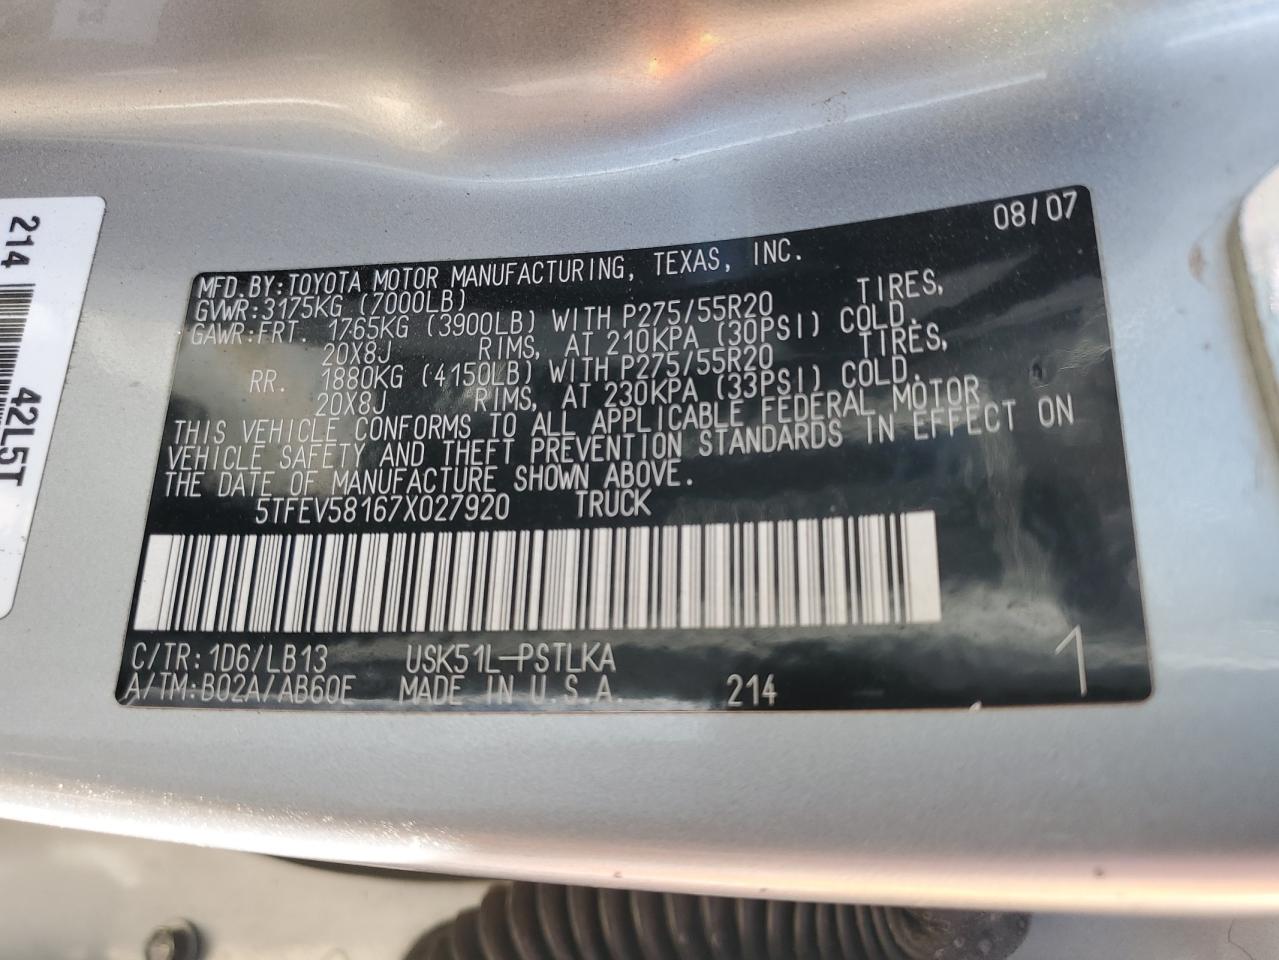 08/07
MFD.BY:TOYOTA MOTOR MANUFACTURING, TEXAS, INC.
GVWR:3175KG (7000LB)
GAWR:FRT. 1765KG (3900LB) WITH P275/55R20 TIRES,
20X8J RIMS, AT 210KPA (30PSI) COLD.
RR. 1880KG (4150LB) WITH P275/55R20 TIRES,
20X8J RIMS, AT 230KPA (33PSI) COLD.
THIS VEHICLE CONFORMS TO ALL APPLICABLE FEDERAL MOTOR
VEHICLE SAFETY AND THEFT PREVENTION STANDARDS IN EFFECT ON
THE DATE OF MANUFACTURE SHOWN ABOVE.
5TFEV58167X027920 TRUCK
C/TR:1D6/LB13 USK51L-PSTLKA
A/TM:B02A/AB60E MADE IN U.S.A. 214
1
214
42L5T